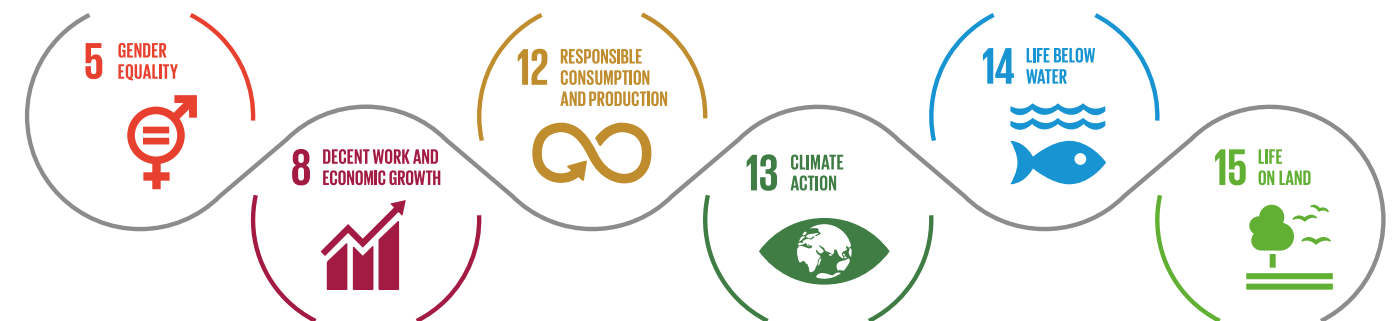 5 GENDER
EQUALITY
8 DECENT WORK AND
ECONOMIC GROWTH
12 RESPONSIBLE
CONSUMPTION
AND PRODUCTION
13 CLIMATE
ACTION
14 LIFE BELOW
WATER
15 LIFE
ON LAND